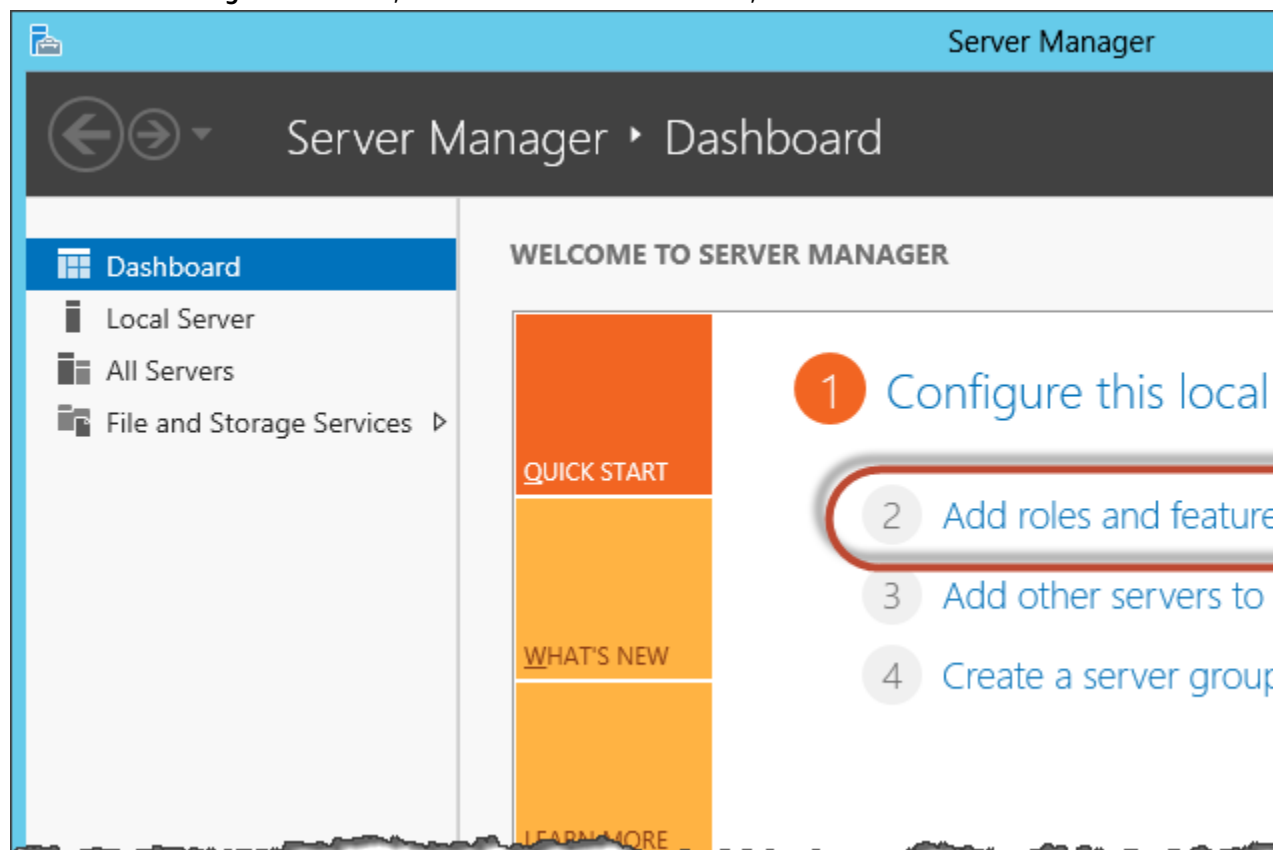 Server Manager
Server Manager ‣ Dashboard
Dashboard
Local Server
All Servers
File and Storage Services
WELCOME TO SERVER MANAGER
QUICK START
WHAT'S NEW
LEARN MORE
1 Configure this local
2 Add roles and feature
3 Add other servers to
4 Create a server group